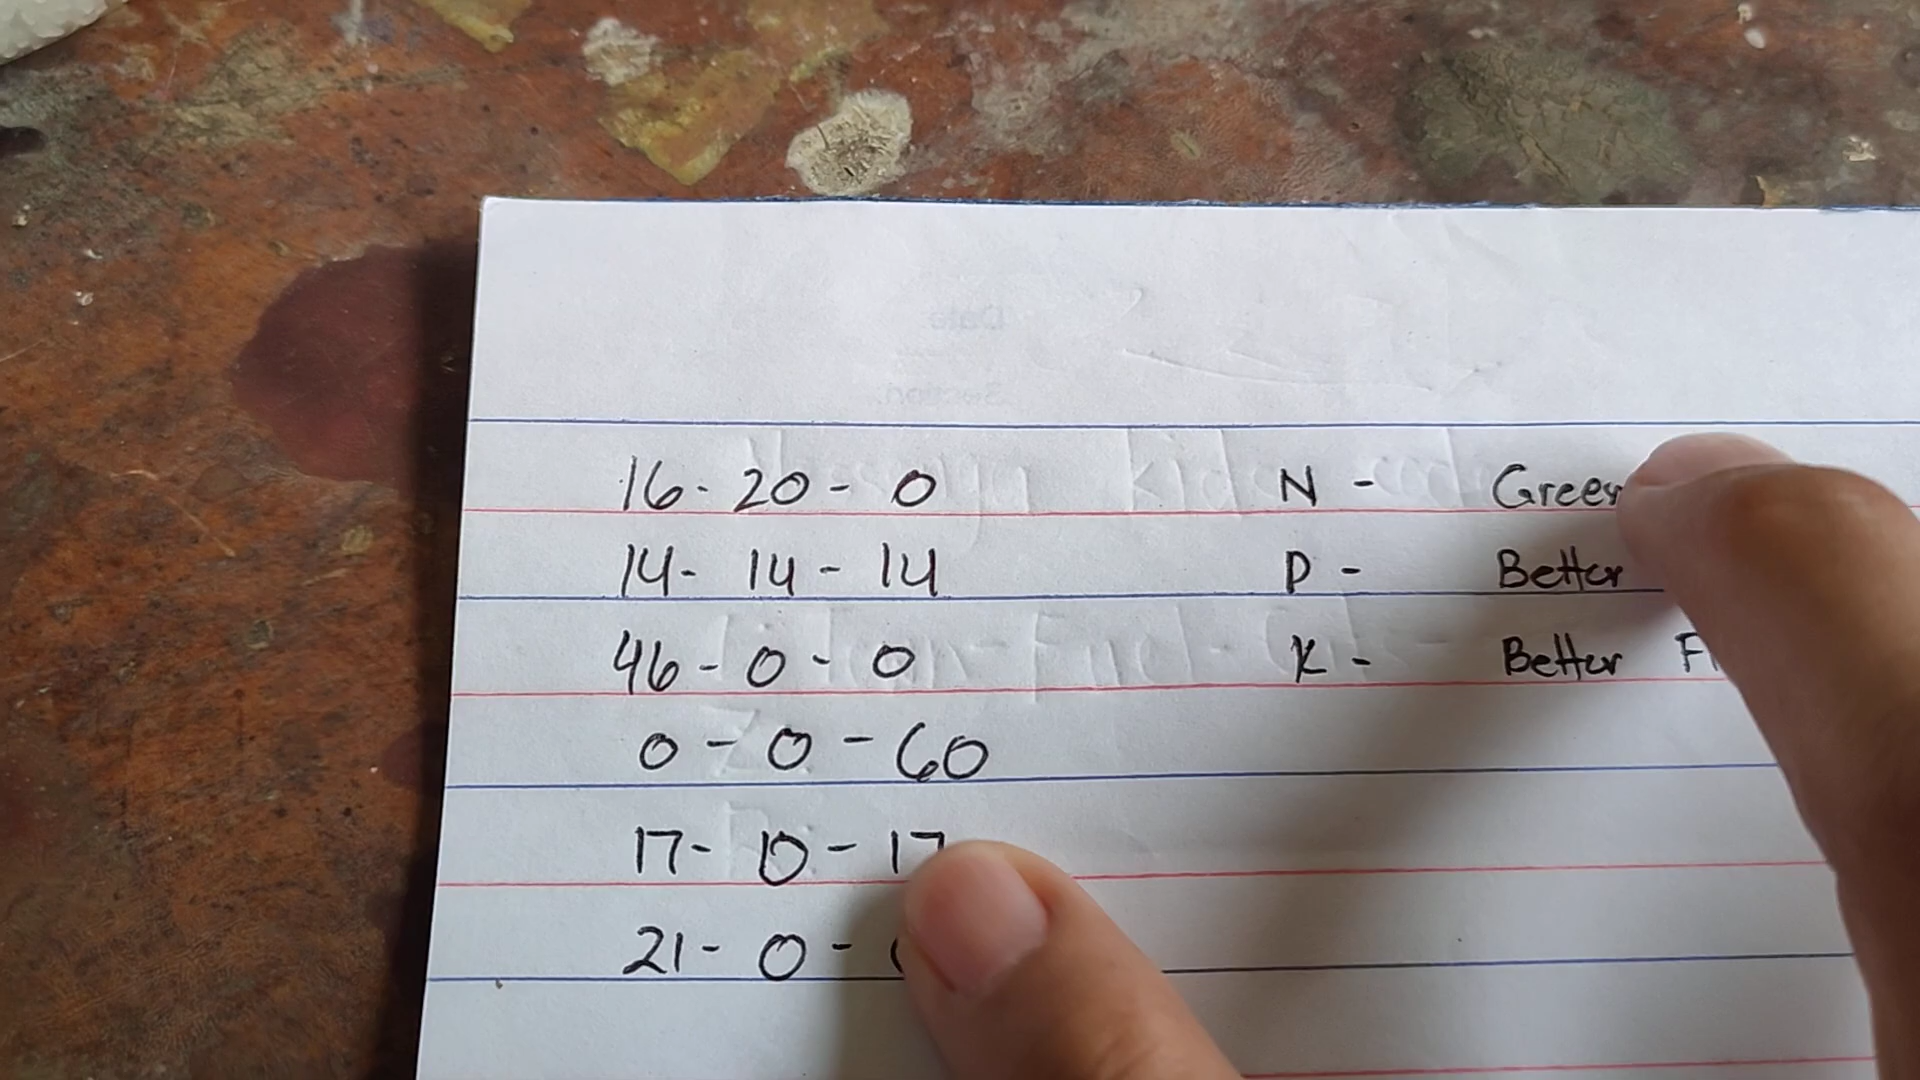 16-20-0 N - Green
14-14-14 P - Better
46-0-0 K - Better
0-0-60
17-10-17
21-0-